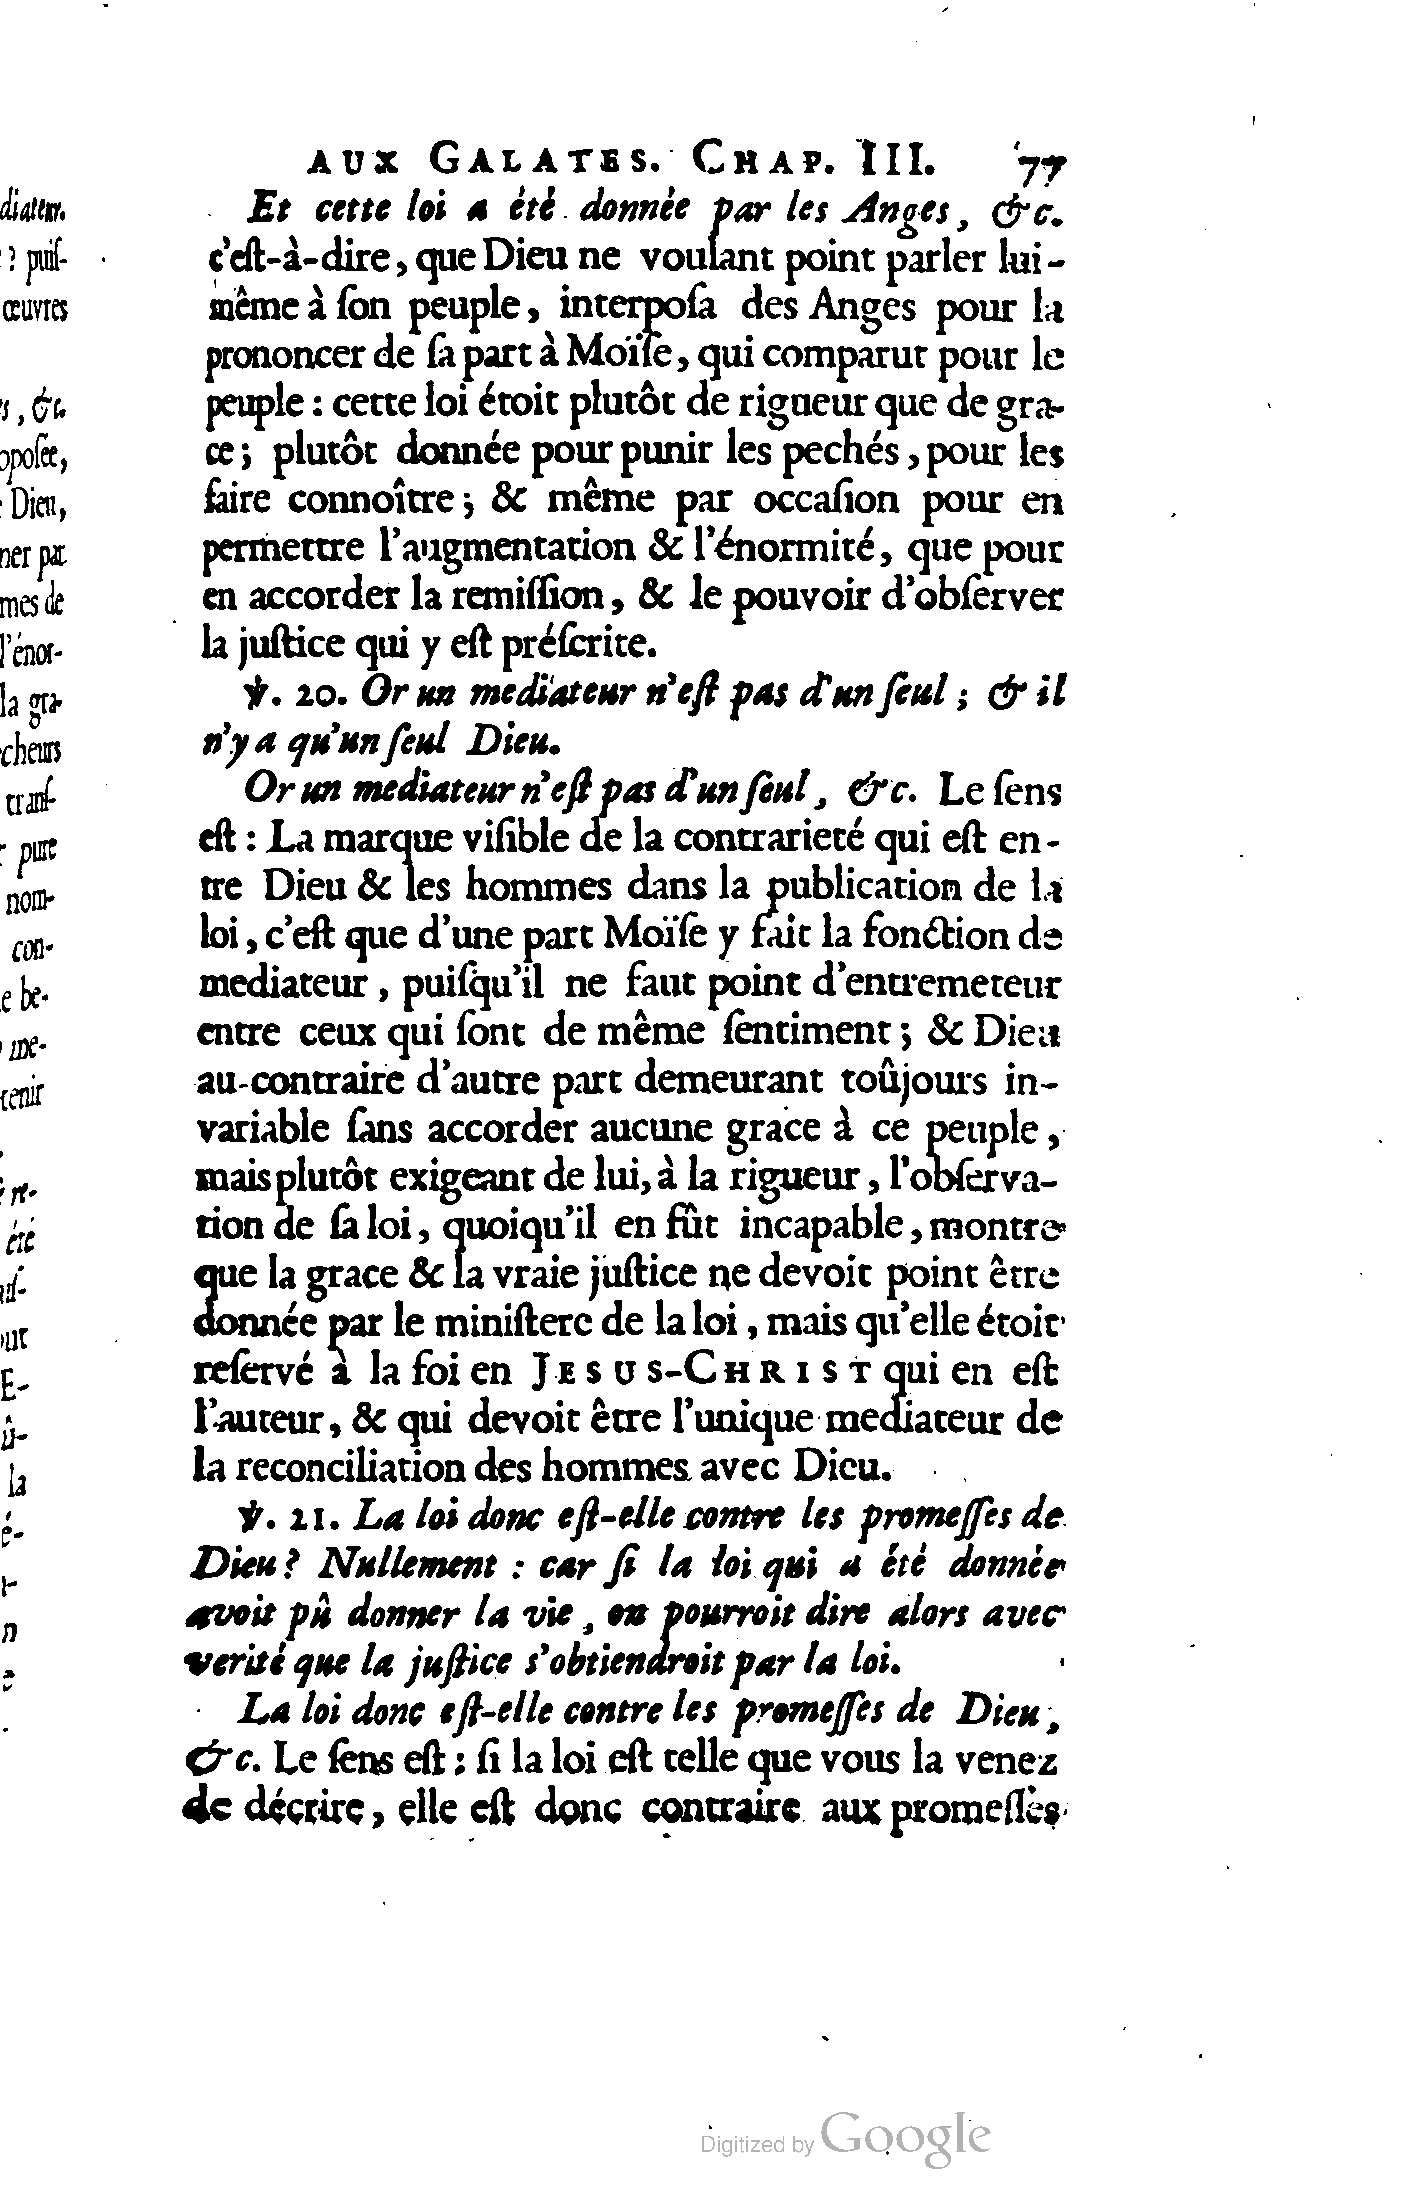 AUX GALATES. CHAP. III. 77
Et cette loi a été donnée par les Anges, &c.
c'eſt-à-dire, que Dieu ne voulant point parler lui-
même à ſon peuple, interpoſa des Anges pour la
prononcer de ſa part à Moïſe, qui comparut pour le
peuple : cette loi étoit plutôt de rigueur que de gra-
ce ; plutôt donnée pour punir les pechés, pour les
faire connoître ; & même par occaſion pour en
permettre l'augmentation & l'énormité, que pour
en accorder la remiſſion, & le pouvoir d'obſerver
la juſtice qui y eſt préſcrite.
℣. 20. Or un mediateur n'eſt pas d'un ſeul ; & il
n'y a qu'un ſeul Dieu.
Or un mediateur n'eſt pas d'un ſeul, &c. Le ſens
eſt : La marque viſible de la contrarieté qui eſt en-
tre Dieu & les hommes dans la publication de la
loi, c'eſt que d'une part Moïſe y fait la fonction de
mediateur, puiſqu'il ne faut point d'entremeteur
entre ceux qui ſont de même ſentiment ; & Dieu
au-contraire d'autre part demeurant toûjours in-
variable ſans accorder aucune grace à ce peuple,
mais plutôt exigeant de lui, à la rigueur, l'obſerva-
tion de ſa loi, quoiqu'il en fût incapable, montre
que la grace & la vraie juſtice ne devoit point être
donnée par le miniſtere de la loi, mais qu'elle étoit
reſervé à la foi en JESUS-CHRIST qui en eſt
l'auteur, & qui devoit être l'unique mediateur de
la reconciliation des hommes avec Dieu.
℣. 21. La loi donc eſt-elle contre les promeſſes de
Dieu ? Nullement : car ſi la loi qui a été donnée
avoit pû donner la vie, on pourroit dire alors avec
verité que la juſtice s'obtiendroit par la loi.
La loi donc eſt-elle contre les promeſſes de Dieu,
&c. Le ſens eſt : ſi la loi eſt telle que vous la venez
de décrire, elle eſt donc contraire aux promeſſes
diateur.
? puiſ-
œuvres
s, &c.
oposée,
Dieu,
ner par
mes de
l'énor-
la gra-
cheurs
tranſ-
pure
nom-
con-
e be-
me-
tenir
re-
été
la
Digitized by Google